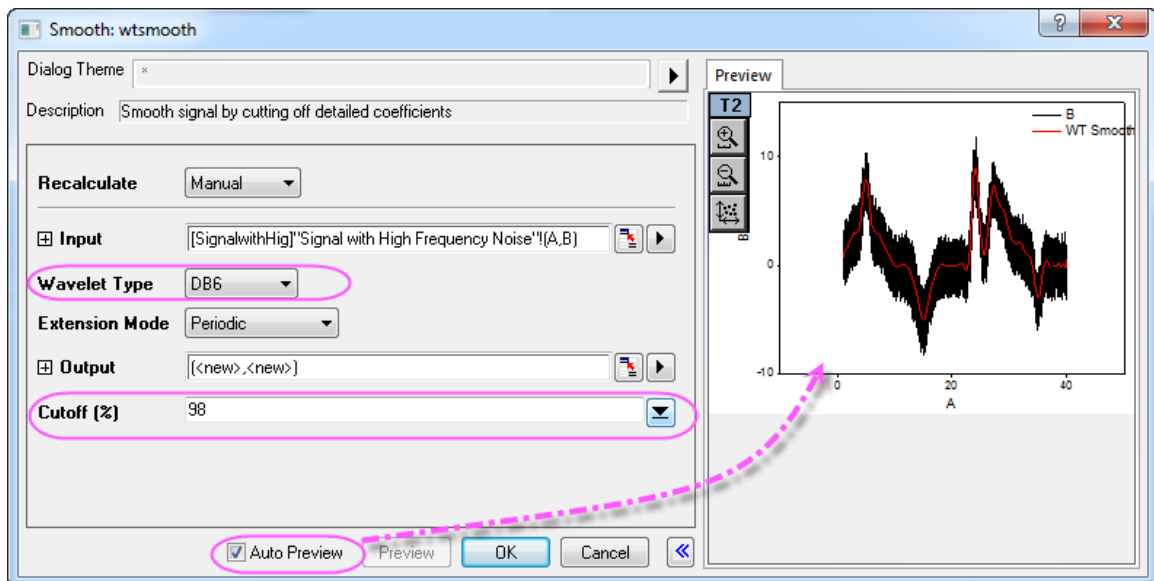 Smooth: wtsmooth
?
X
Dialog Theme *
Description Smooth signal by cutting off detailed coefficients
Recalculate Manual
Input [SignalwithHig]"Signal with High Frequency Noise"!(A,B)
Wavelet Type DB6
Extension Mode Periodic
Output (<new>,<new>)
Cutoff (%) 98
Auto Preview Preview OK Cancel «
Preview
T2
B
WT Smooth
10
0
-10
B
0 20 40
A